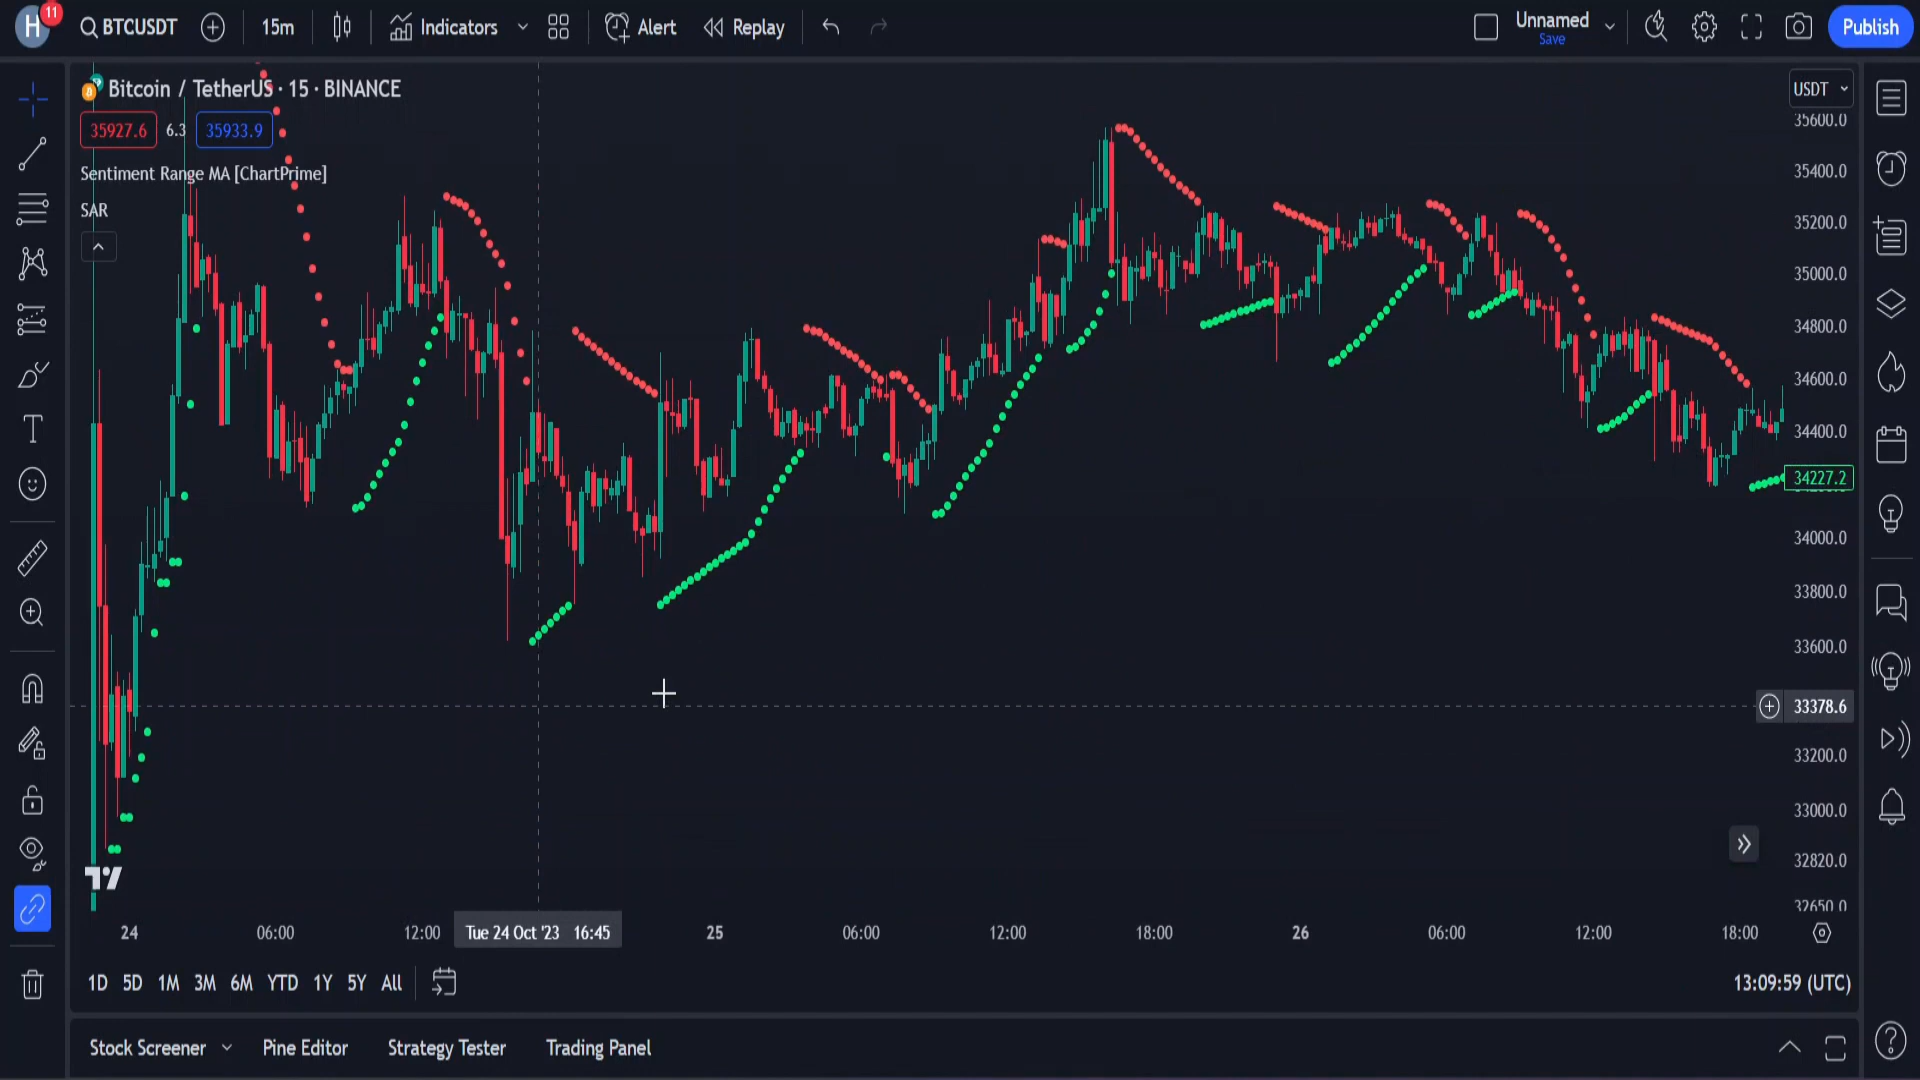 H 11 BTCUSDT 15m Indicators Alert Replay Unnamed Publish
Save
Bitcoin / TetherUS · 15 · BINANCE USDT
35927.6 6.3 35933.9
Sentiment Range MA [ChartPrime]
SAR
35600.0
35400.0
35200.0
35000.0
34800.0
34600.0
34400.0
34227.2
34000.0
33800.0
33600.0
33378.6
33200.0
33000.0
32820.0
32650.0
24 06:00 12:00 Tue 24 Oct '23 16:45 25 06:00 12:00 18:00 26 06:00 12:00 18:00
1D 5D 1M 3M 6M YTD 1Y 5Y All 13:09:59 (UTC)
Stock Screener Pine Editor Strategy Tester Trading Panel